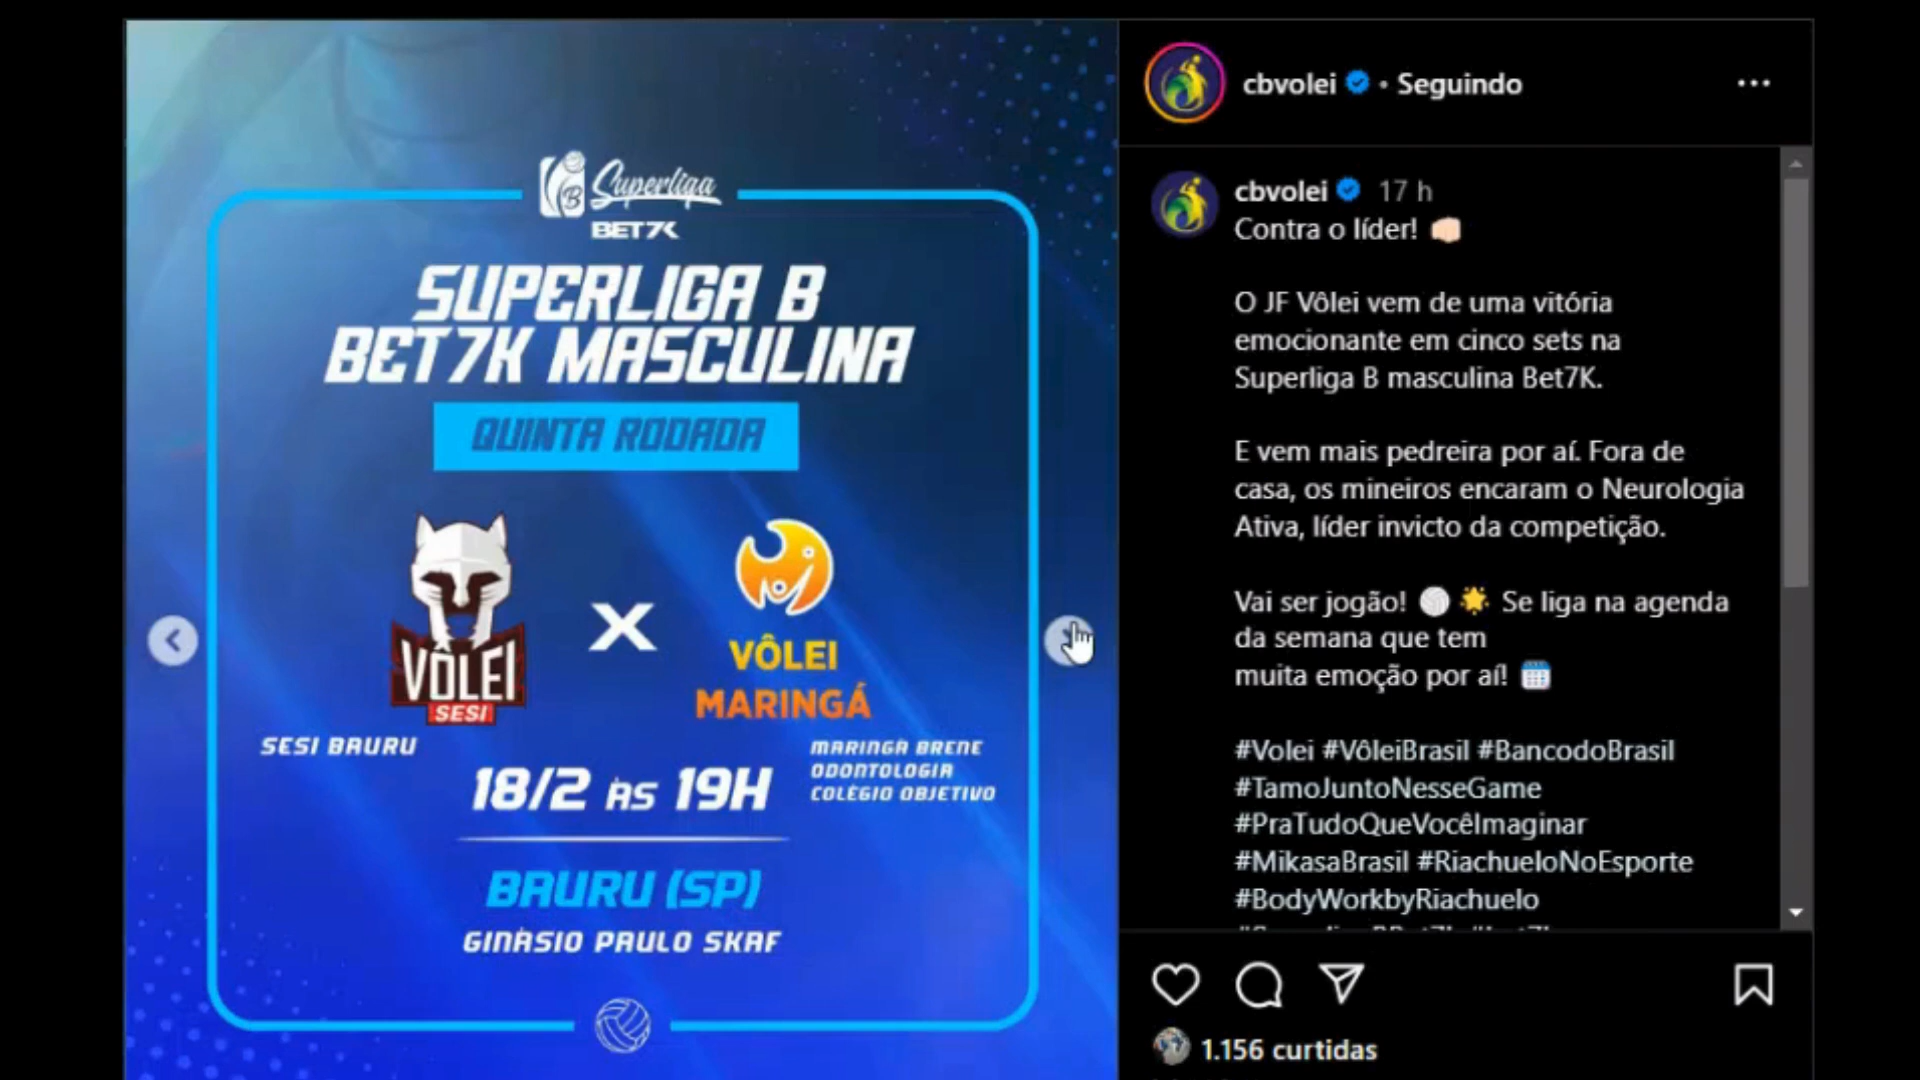 Superliga
B
BET7K
SUPERLIGA B
BET7K MASCULINA
QUINTA RODADA
VÔLEI
SESI
X
VÔLEI
MARINGÁ
SESI BAURU
MARINGÁ BRENE
ODONTOLOGIA
COLÉGIO OBJETIVO
18/2 ÀS 19H
BAURU (SP)
GINÁSIO PAULO SKAF
cbvolei • Seguindo
cbvolei 17 h
Contra o líder! 👊🏻
O JF Vôlei vem de uma vitória
emocionante em cinco sets na
Superliga B masculina Bet7K.
E vem mais pedreira por aí. Fora de
casa, os mineiros encaram o Neurologia
Ativa, líder invicto da competição.
Vai ser jogão! 🏐 🌟 Se liga na agenda
da semana que tem
muita emoção por aí! 🗓️
#Volei #VôleiBrasil #BancodoBrasil
#TamoJuntoNesseGame
#PraTudoQueVocêImaginar
#MikasaBrasil #RiachueloNoEsporte
#BodyWorkbyRiachuelo
1.156 curtidas